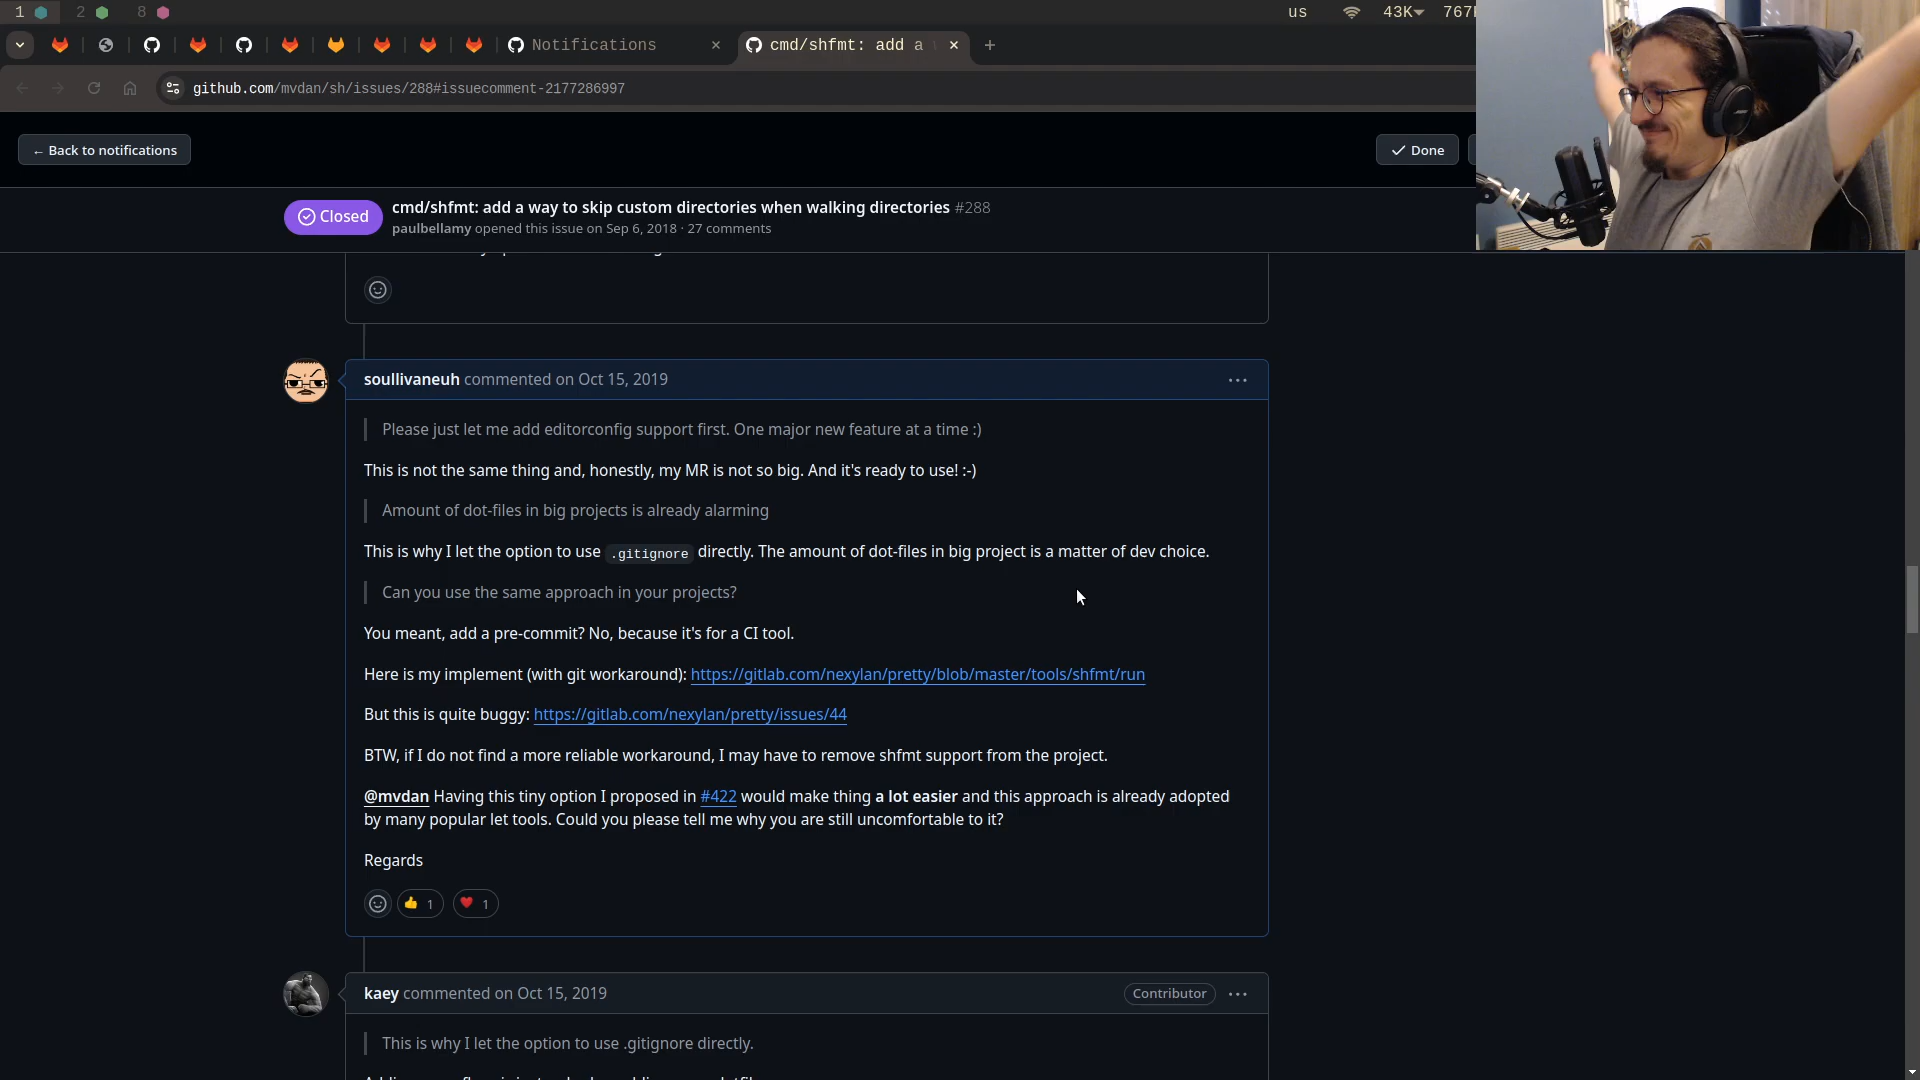 1 2 8 us 43K 767
Notifications × cmd/shfmt: add a × +
github.com/mvdan/sh/issues/288#issuecomment-2177286997
← Back to notifications Done
Closed cmd/shfmt: add a way to skip custom directories when walking directories #288
paulbellamy opened this issue on Sep 6, 2018 · 27 comments
soullivaneuh commented on Oct 15, 2019 ···
Please just let me add editorconfig support first. One major new feature at a time :)
This is not the same thing and, honestly, my MR is not so big. And it's ready to use! :-)
Amount of dot-files in big projects is already alarming
This is why I let the option to use .gitignore directly. The amount of dot-files in big project is a matter of dev choice.
Can you use the same approach in your projects?
You meant, add a pre-commit? No, because it's for a CI tool.
Here is my implement (with git workaround): https://gitlab.com/nexylan/pretty/blob/master/tools/shfmt/run
But this is quite buggy: https://gitlab.com/nexylan/pretty/issues/44
BTW, if I do not find a more reliable workaround, I may have to remove shfmt support from the project.
@mvdan Having this tiny option I proposed in #422 would make thing a lot easier and this approach is already adopted
by many popular let tools. Could you please tell me why you are still uncomfortable to it?
Regards
👍 1 ❤️ 1
kaey commented on Oct 15, 2019 Contributor ···
This is why I let the option to use .gitignore directly.